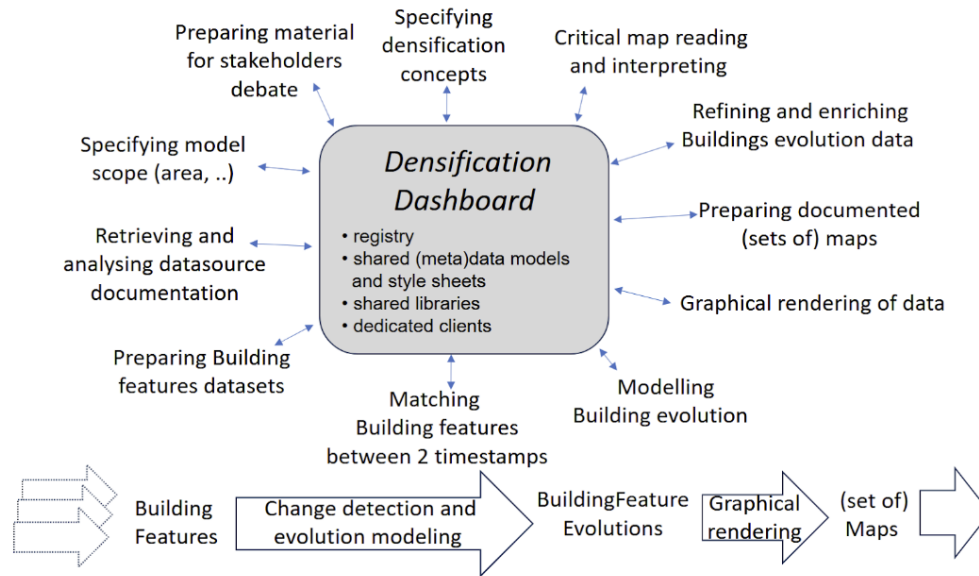 Preparing material
for stakeholders
debate
Specifying
densification
concepts
Critical map reading
and interpreting
Refining and enriching
Buildings evolution data
Specifying model
scope (area, ..)
Densification
Dashboard
• registry
• shared (meta)data models
and style sheets
• shared libraries
• dedicated clients
Preparing documented
(sets of) maps
Retrieving and
analysing datasource
documentation
Graphical rendering of data
Preparing Building
features datasets
Matching
Building features
between 2 timestamps
Modelling
Building evolution
Building
Features
Change detection and
evolution modeling
BuildingFeature
Evolutions
Graphical
rendering
(set of)
Maps